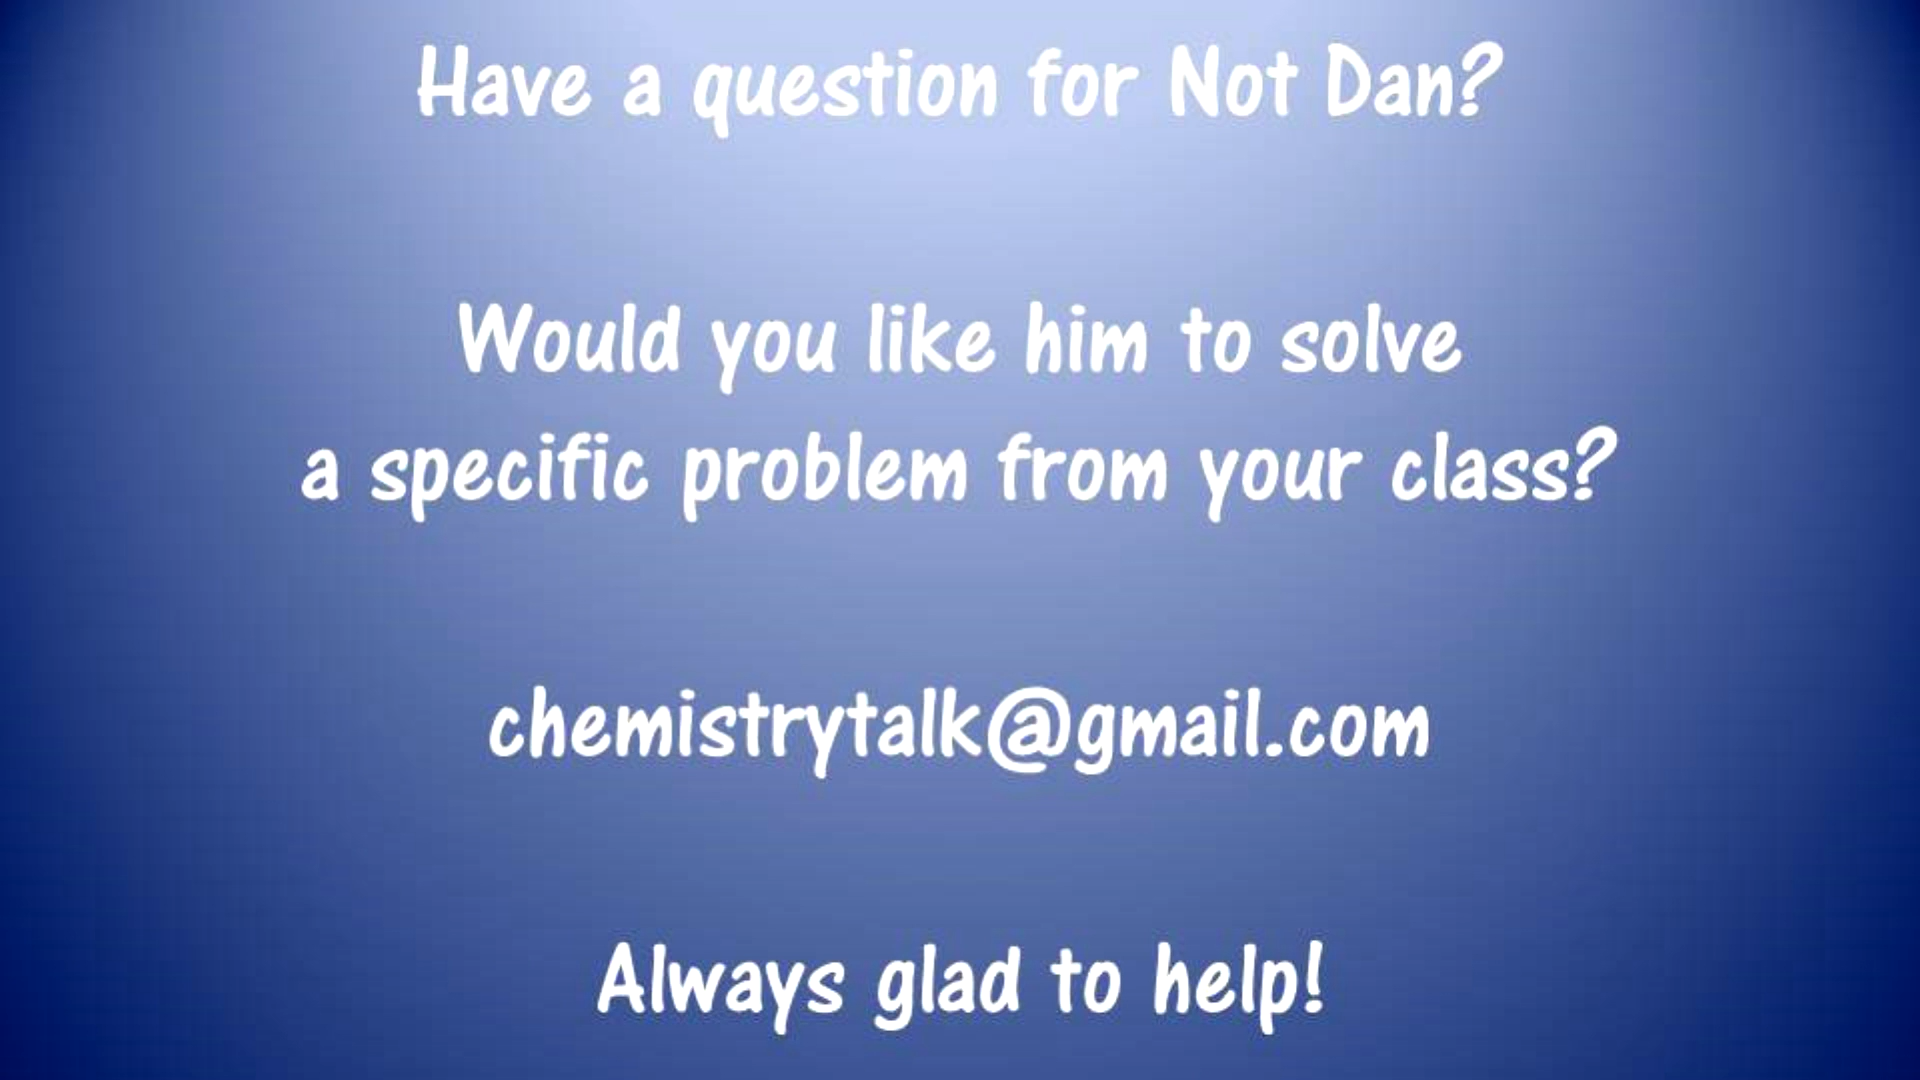 Have a question for Not Dan?
Would you like him to solve
a specific problem from your class?
chemistrytalk@gmail.com
Always glad to help!